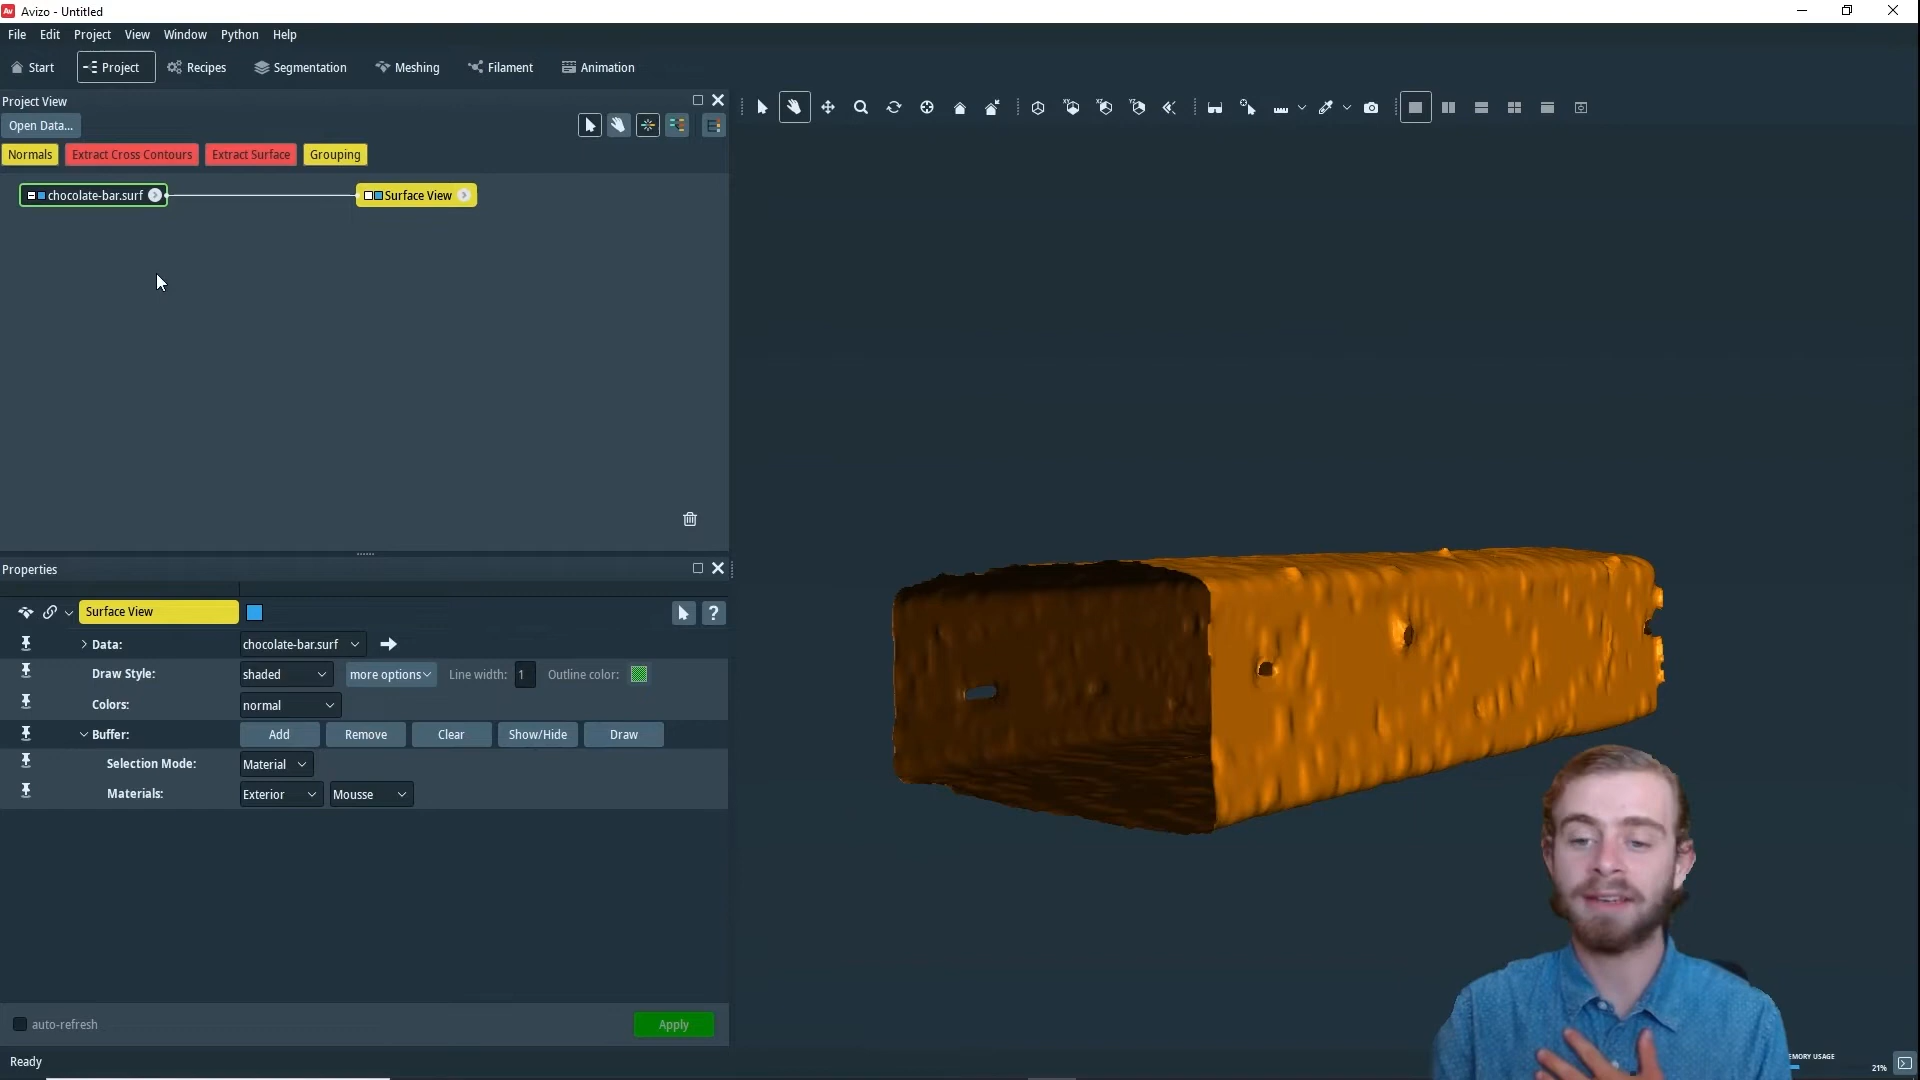 Avizo - Untitled
File Edit Project View Window Python Help
Start Project Recipes Segmentation Meshing Filament Animation
Project View
Open Data...
Normals Extract Cross Contours Extract Surface Grouping
chocolate-bar.surf Surface View
Properties
Surface View ?
Data: chocolate-bar.surf
Draw Style: shaded more options Line width: 1 Outline color:
Colors: normal
Buffer: Add Remove Clear Show/Hide Draw
Selection Mode: Material
Materials: Exterior Mousse
auto-refresh Apply
Ready
EMORY USAGE
21%